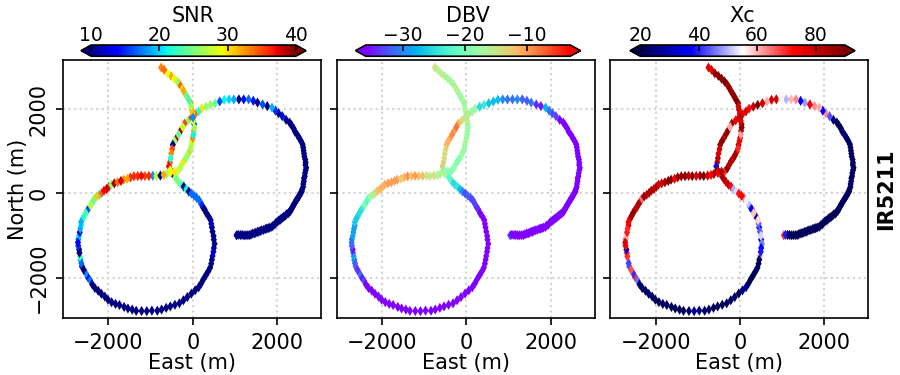 SNR DBV Xc
10 20 30 40 −30 −20 −10 20 40 60 80
North (m)
2000
0
−2000
−2000 0 2000 −2000 0 2000 −2000 0 2000
East (m) East (m) East (m)
IR5211